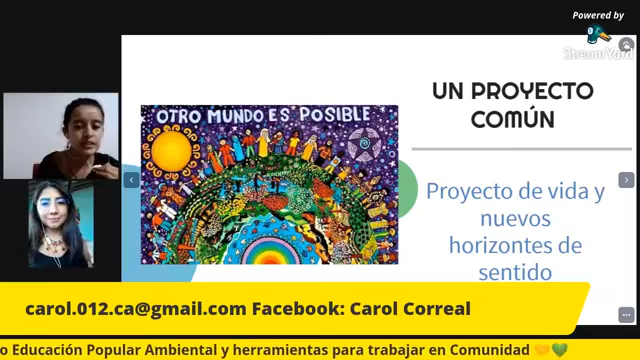 Powered by
StreamYard
UN PROYECTO
COMÚN
OTRO MUNDO ES POSIBLE
Proyecto de vida y
nuevos
horizontes de
sentido
carol.012.ca@gmail.com Facebook: Carol Correal
o Educación Popular Ambiental y herramientas para trabajar en Comunidad 🤝💚